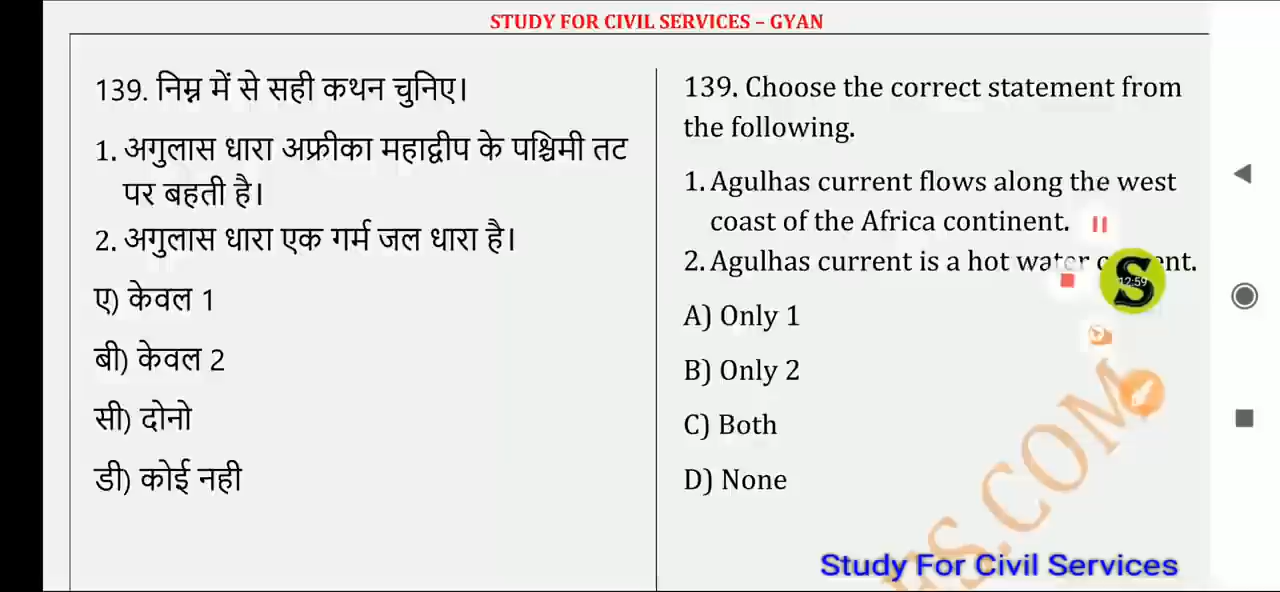 STUDY FOR CIVIL SERVICES – GYAN
139. निम्न में से सही कथन चुनिए।
1. अगुलास धारा अफ्रीका महाद्वीप के पश्चिमी तट
पर बहती है।
2. अगुलास धारा एक गर्म जल धारा है।
ए) केवल 1
बी) केवल 2
सी) दोनो
डी) कोई नही
139. Choose the correct statement from
the following.
1. Agulhas current flows along the west
coast of the Africa continent.
2. Agulhas current is a hot water
S
12:59
A) Only 1
B) Only 2
C) Both
D) None
S.COM
Study For Civil Services